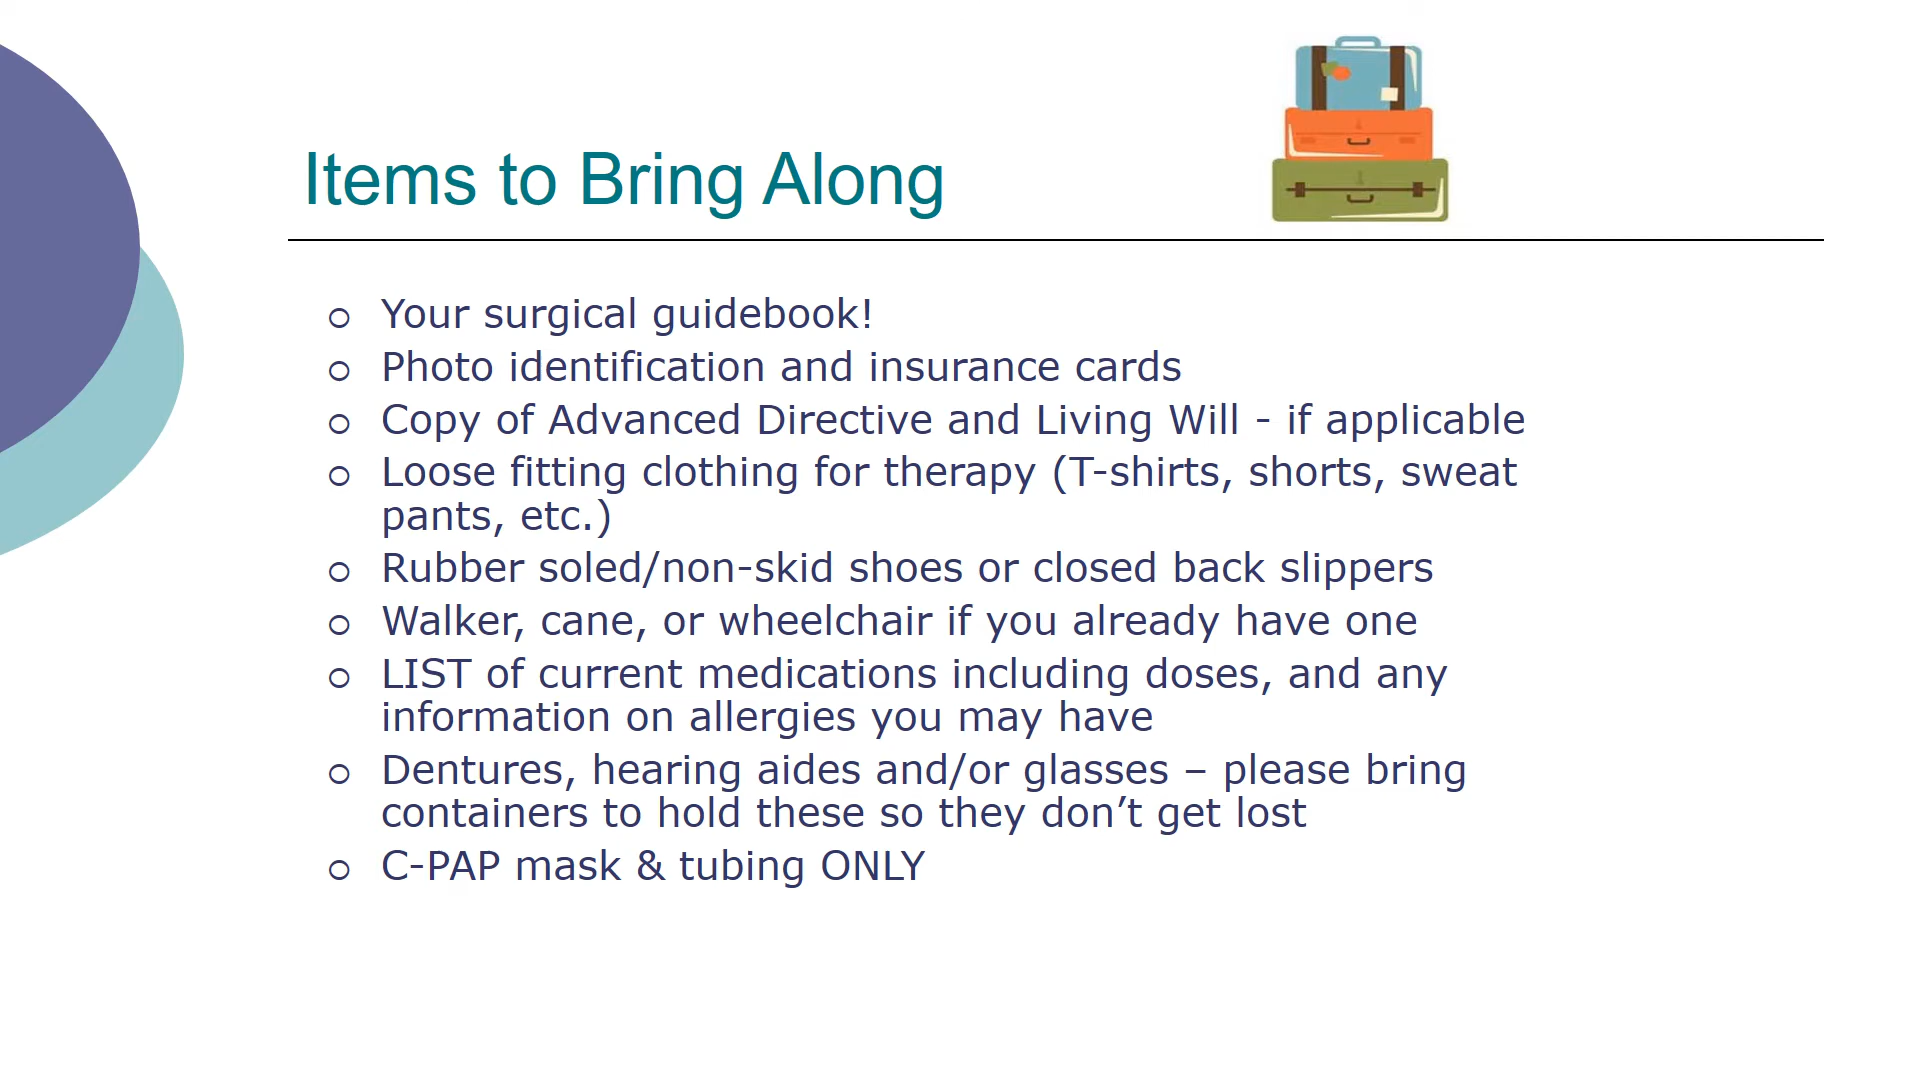 Items to Bring Along
Your surgical guidebook!
Photo identification and insurance cards
Copy of Advanced Directive and Living Will - if applicable
Loose fitting clothing for therapy (T-shirts, shorts, sweat
pants, etc.)
Rubber soled/non-skid shoes or closed back slippers
Walker, cane, or wheelchair if you already have one
LIST of current medications including doses, and any
information on allergies you may have
Dentures, hearing aides and/or glasses – please bring
containers to hold these so they don’t get lost
C-PAP mask & tubing ONLY